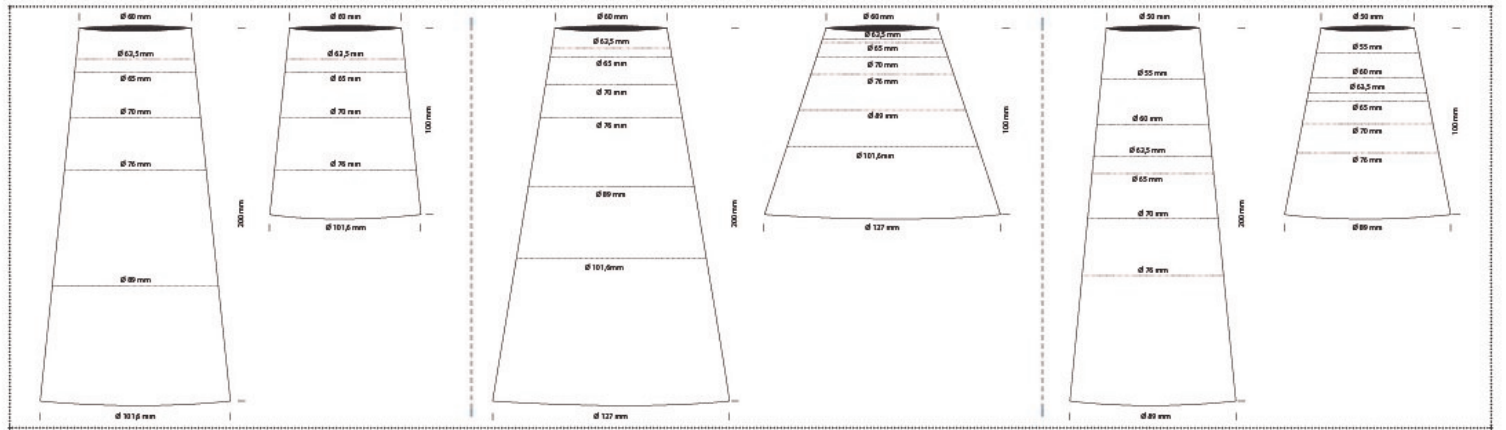 Ø 60 mm
Ø 63,5 mm
Ø 65 mm
Ø 70 mm
Ø 76 mm
Ø 89 mm
200 mm
Ø 101,6 mm
Ø 60 mm
Ø 63,5 mm
Ø 65 mm
Ø 70 mm
Ø 76 mm
100 mm
Ø 101,6 mm
Ø 60 mm
Ø 63,5 mm
Ø 65 mm
Ø 70 mm
Ø 76 mm
Ø 89 mm
Ø 101,6mm
200 mm
Ø 127 mm
Ø 60 mm
Ø 63,5 mm
Ø 65 mm
Ø 70 mm
Ø 76 mm
Ø 89 mm
Ø 101,6mm
100 mm
Ø 127 mm
Ø 50 mm
Ø 55 mm
Ø 60 mm
Ø 63,5 mm
Ø 65 mm
Ø 70 mm
Ø 76 mm
200 mm
Ø 89 mm
Ø 50 mm
Ø 55 mm
Ø 60 mm
Ø 63,5 mm
Ø 65 mm
Ø 70 mm
Ø 76 mm
100 mm
Ø 89 mm